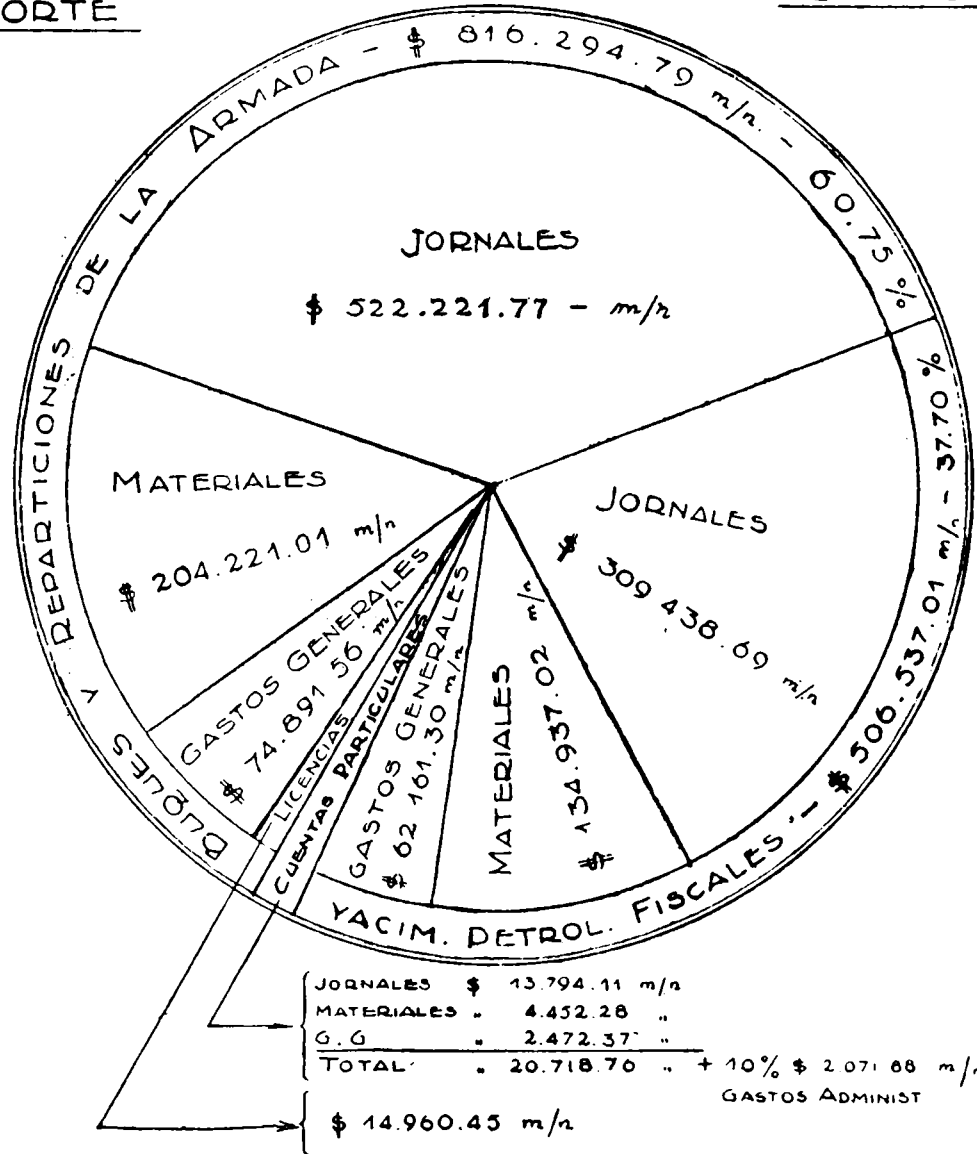 ORTE
BUQUES Y REPARTICIONES DE LA ARMADA - $ 816.294.79 m/n. - 60.75 %
JORNALES
$ 522.221.77 - m/n
MATERIALES
$ 204.221.01 m/n
GASTOS GENERALES
$ 74.891 56 m/n
LICENCIAS
CUENTAS PARTICULARES
GASTOS GENERALES
$ 62 161.30 m/n
MATERIALES
$ 134.937.02 m/n
JORNALES
$ 309 438.69 m/n
YACIM. PETROL. FISCALES.- $ 506.537.01 m/n - 37.70 %
JORNALES $ 13.794.11 m/n
MATERIALES " 4.452.28 "
G.G " 2.472.37 "
TOTAL " 20.718.76 " + 10% $ 2.071 88 m/n
GASTOS ADMINIST
$ 14.960.45 m/n